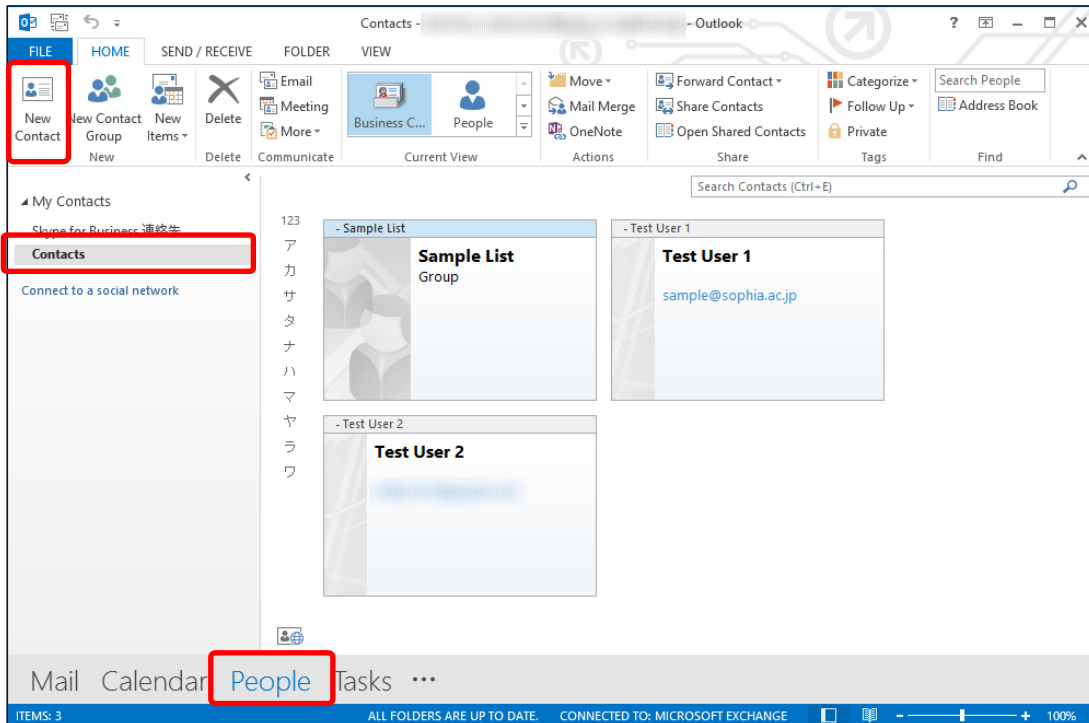 Contacts - - Outlook
?
FILE HOME SEND / RECEIVE FOLDER VIEW
New Contact
New Contact Group
New Items
Delete
Email
Meeting
More
Business C...
People
Move
Mail Merge
OneNote
Forward Contact
Share Contacts
Open Shared Contacts
Categorize
Follow Up
Private
Search People
Address Book
New Delete Communicate Current View Actions Share Tags Find
Search Contacts (Ctrl+E)
My Contacts
Skype for Business 連絡先
Contacts
Connect to a social network
123
ア
カ
サ
タ
ナ
ハ
マ
ヤ
ラ
ワ
- Sample List
Sample List
Group
- Test User 1
Test User 1
sample@sophia.ac.jp
- Test User 2
Test User 2
Mail Calendar People Tasks ...
ITEMS: 3 ALL FOLDERS ARE UP TO DATE. CONNECTED TO: MICROSOFT EXCHANGE 100%